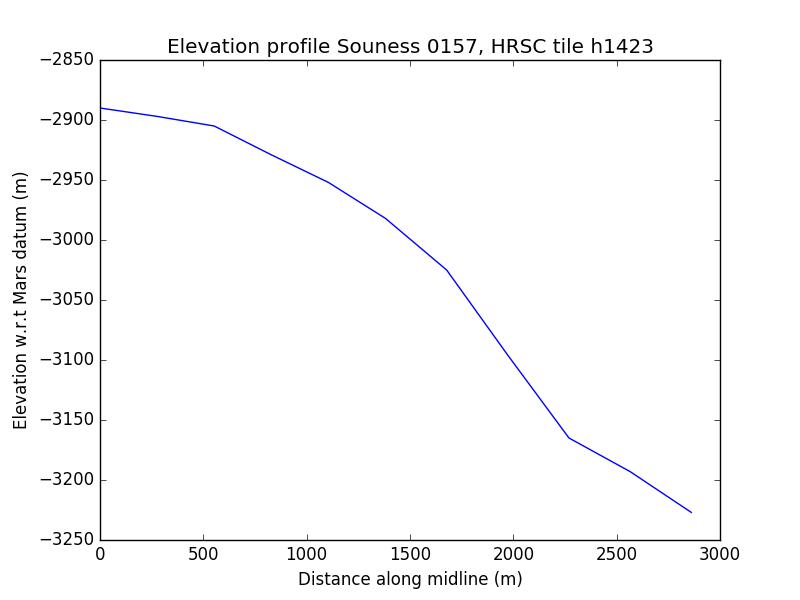 Elevation profile Souness 0157, HRSC tile h1423
−2850
−2900
−2950
−3000
−3050
−3100
−3150
−3200
−3250
Elevation w.r.t Mars datum (m)
0 500 1000 1500 2000 2500 3000
Distance along midline (m)